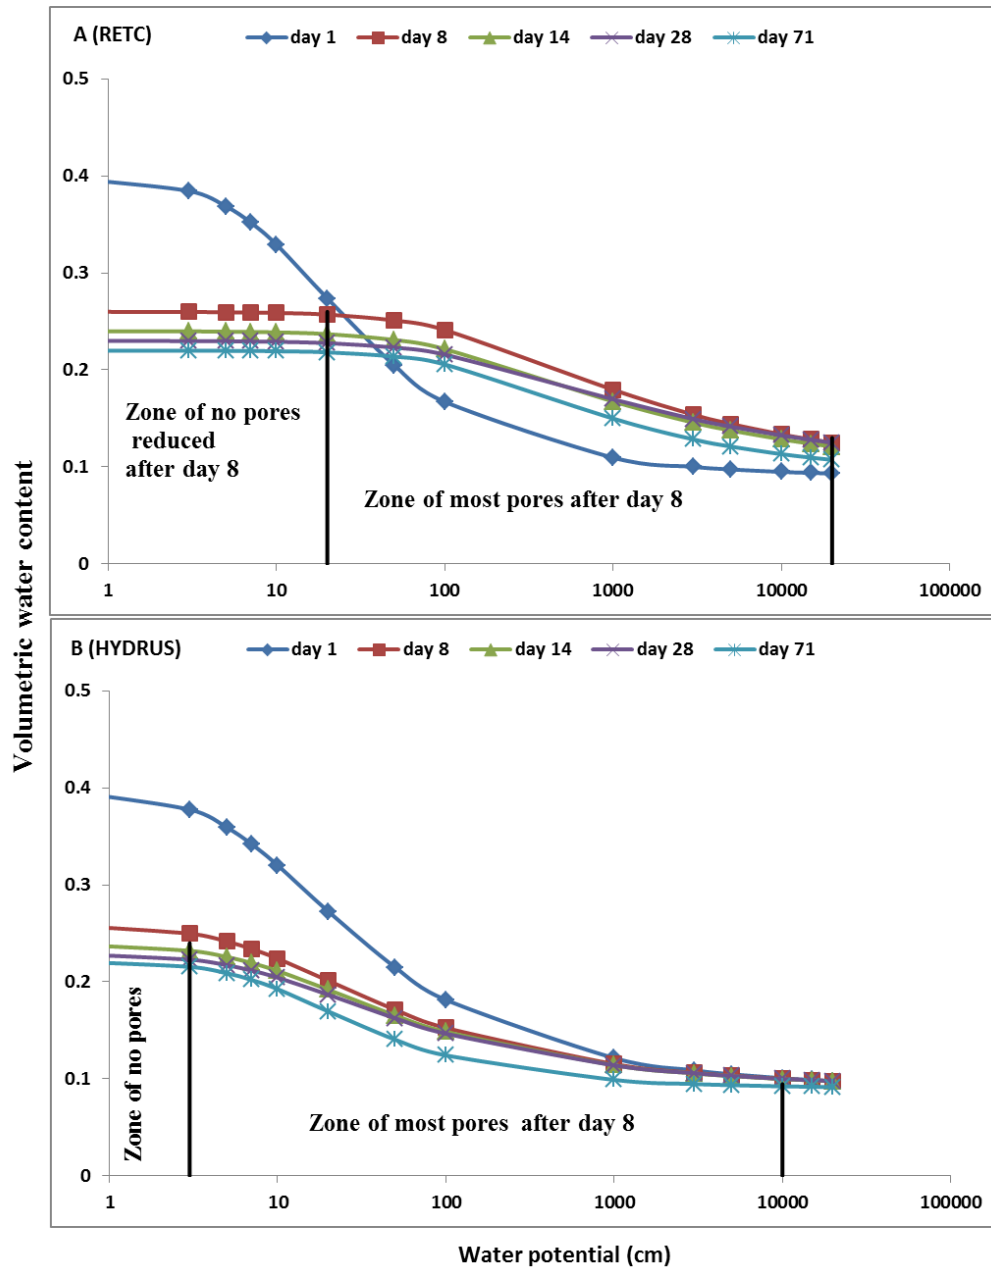 A (RETC) day 1 day 8 day 14 day 28 day 71
0.5
0.4
0.3
0.2
0.1
0
Zone of no pores
reduced
after day 8
Zone of most pores after day 8
1 10 100 1000 10000 100000
Volumetric water content
B (HYDRUS) day 1 day 8 day 14 day 28 day 71
0.5
0.4
0.3
0.2
0.1
0
Zone of no pores
Zone of most pores after day 8
1 10 100 1000 10000 100000
Water potential (cm)